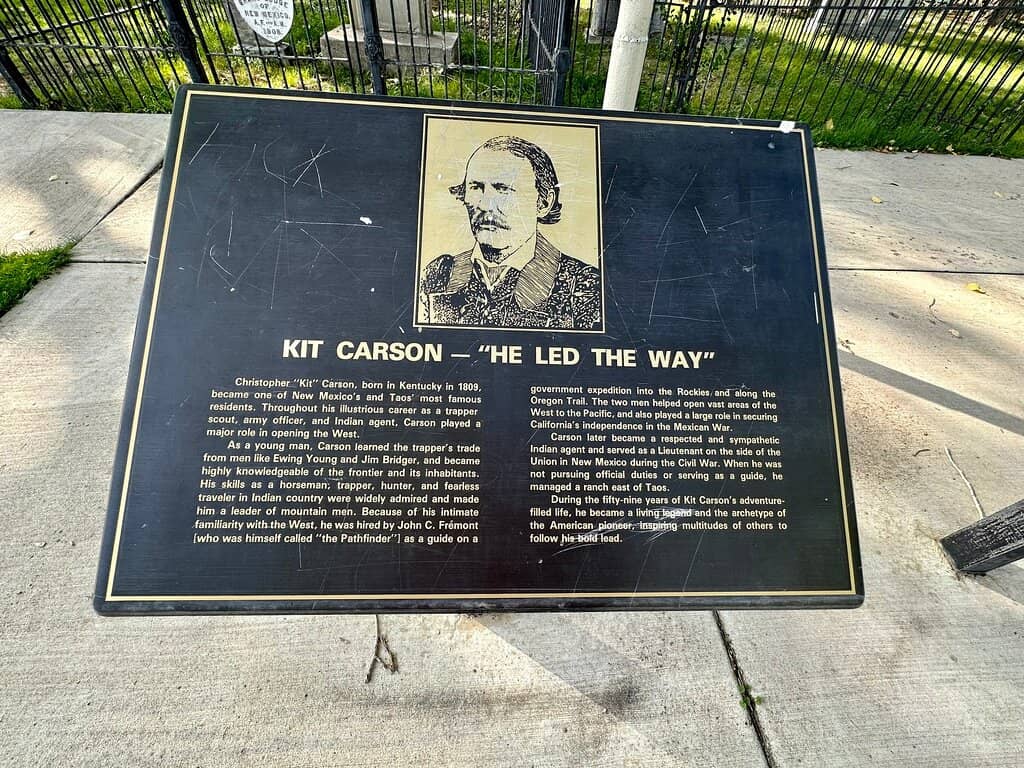 OF
NEW MEXICO,
A.F. & A.M.
1908.
KIT CARSON — "HE LED THE WAY"
Christopher "Kit" Carson, born in Kentucky in 1809,
became one of New Mexico's and Taos' most famous
residents. Throughout his illustrious career as a trapper
scout, army officer, and Indian agent, Carson played a
major role in opening the West.
As a young man, Carson learned the trapper's trade
from men like Ewing Young and Jim Bridger, and became
highly knowledgeable of the frontier and its inhabitants.
His skills as a horseman; trapper, hunter, and fearless
traveler in Indian country were widely admired and made
him a leader of mountain men. Because of his intimate
familiarity with the West, he was hired by John C. Frémont
[who was himself called "the Pathfinder"] as a guide on a
government expedition into the Rockies and along the
Oregon Trail. The two men helped open vast areas of the
West to the Pacific, and also played a large role in securing
California's independence in the Mexican War.
Carson later became a respected and sympathetic
Indian agent and served as a Lieutenant on the side of the
Union in New Mexico during the Civil War. When he was
not pursuing official duties or serving as a guide, he
managed a ranch east of Taos.
During the fifty-nine years of Kit Carson's adventure-
filled life, he became a living legend and the archetype of
the American pioneer, inspiring multitudes of others to
follow his bold lead.